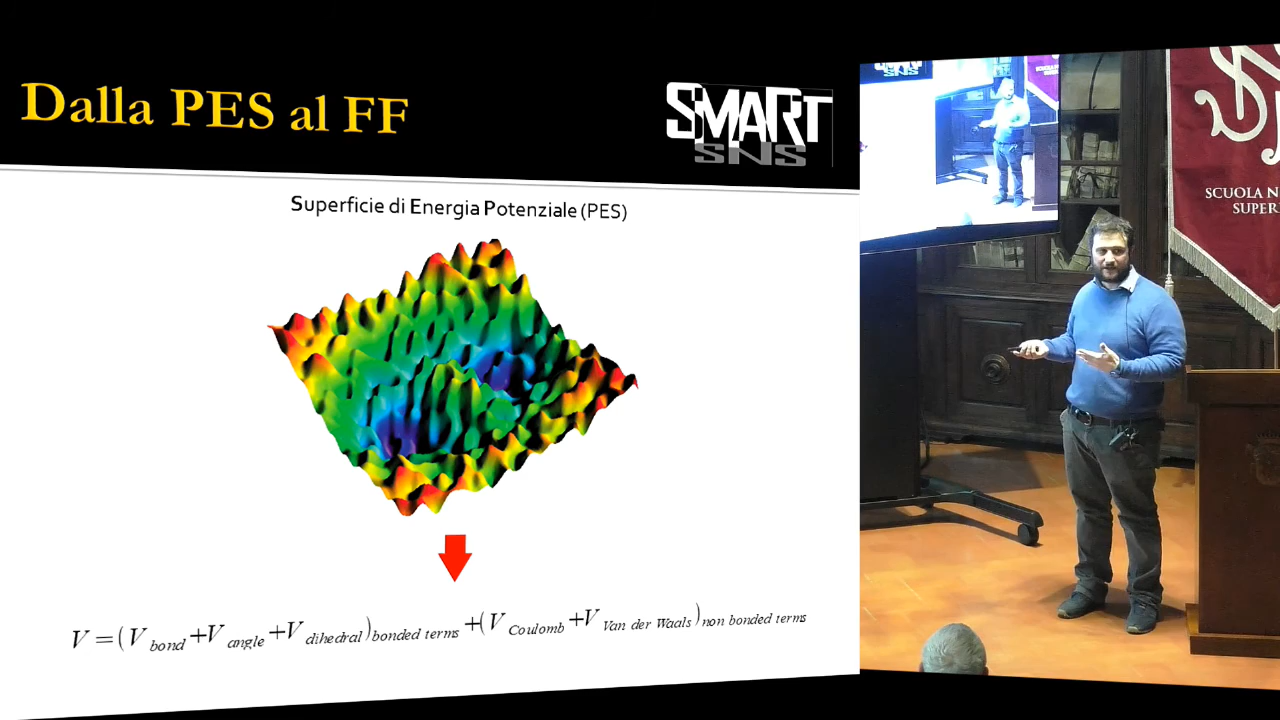 Dalla PES al FF
SMART
SNS
Superficie di Energia Potenziale (PES)
V=(V bond +V angle +V dihedral) bonded terms +(V Coulomb +V Van der Waals) non bonded terms
SNS
SCUOLA N
SUPER